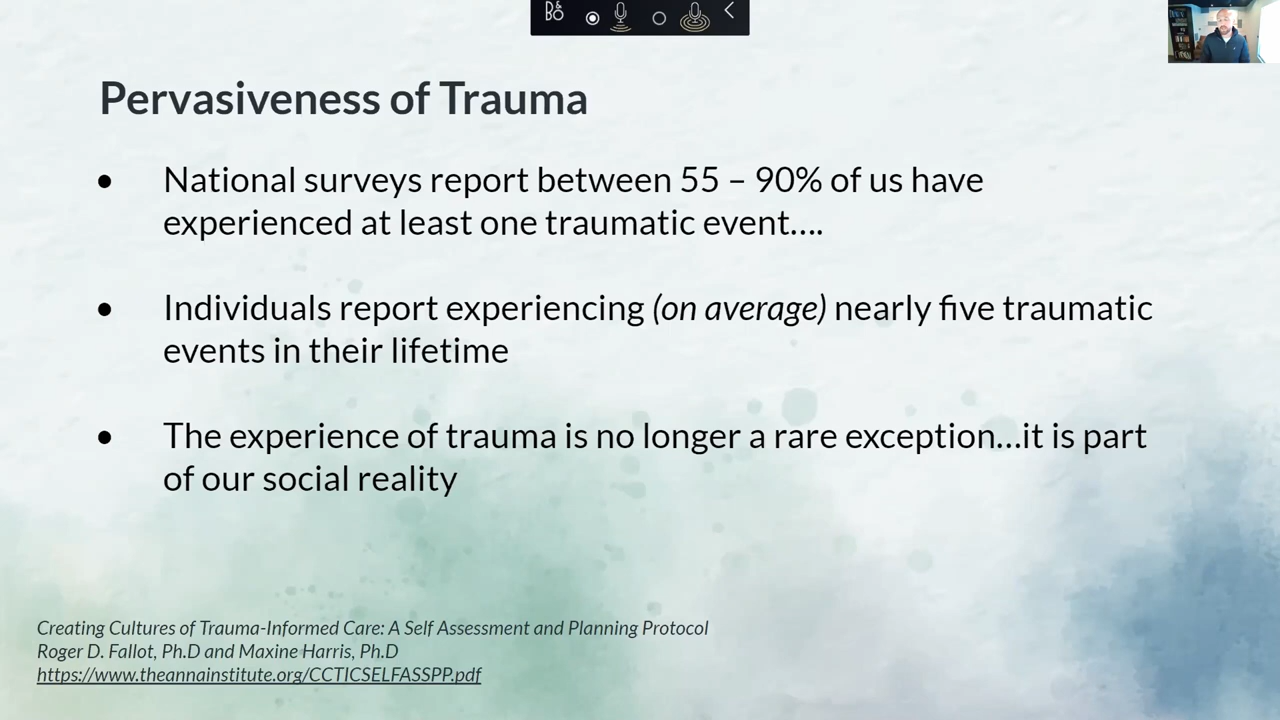 B&O
Pervasiveness of Trauma
• National surveys report between 55 – 90% of us have
experienced at least one traumatic event….
• Individuals report experiencing (on average) nearly five traumatic
events in their lifetime
• The experience of trauma is no longer a rare exception…it is part
of our social reality
Creating Cultures of Trauma-Informed Care: A Self Assessment and Planning Protocol
Roger D. Fallot, Ph.D and Maxine Harris, Ph.D
https://www.theannainstitute.org/CCTICSELFASSPP.pdf